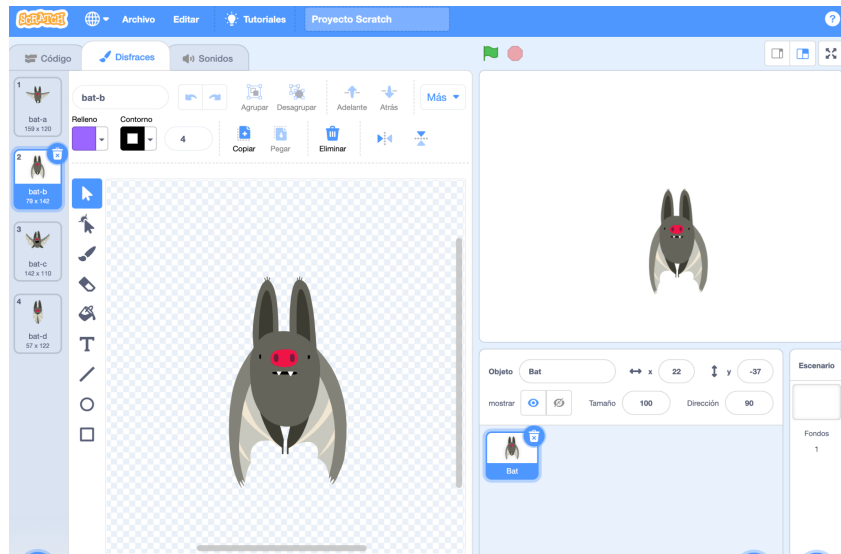 SCRATCH Archivo Editar Tutoriales Proyecto Scratch ?
Código Disfraces Sonidos
1
bat-a
159 x 120
2
bat-b
79 x 142
3
bat-c
142 x 110
4
bat-d
57 x 122
bat-b Agrupar Desagrupar Adelante Atrás Más
Relleno Contorno
4 Copiar Pegar Eliminar
T
Objeto Bat x 22 y -37
mostrar Tamaño 100 Dirección 90
Bat
Escenario
Fondos
1